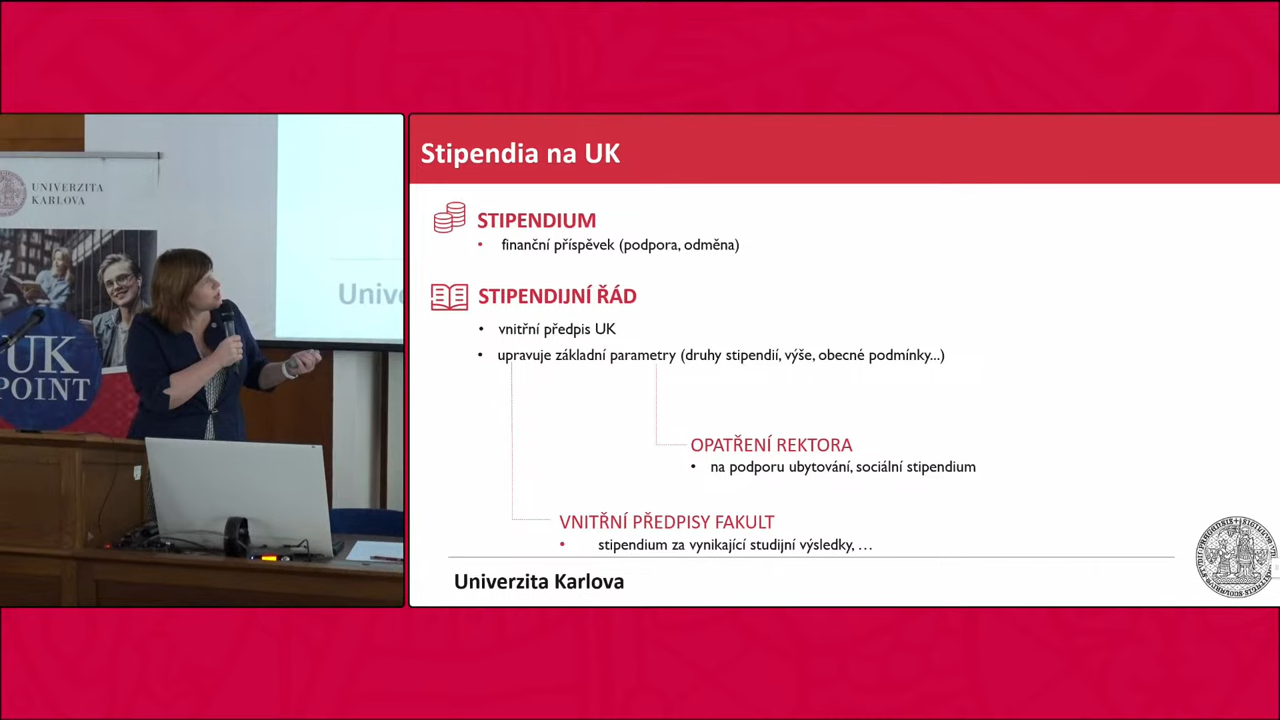 UNIVERZITA
KARLOVA
UK
POINT
Unive
Stipendia na UK
STIPENDIUM
• finanční příspěvek (podpora, odměna)
STIPENDIJNÍ ŘÁD
• vnitřní předpis UK
• upravuje základní parametry (druhy stipendií, výše, obecné podmínky...)
OPATŘENÍ REKTORA
• na podporu ubytování, sociální stipendium
VNITŘNÍ PŘEDPISY FAKULT
• stipendium za vynikající studijní výsledky, …
Univerzita Karlova